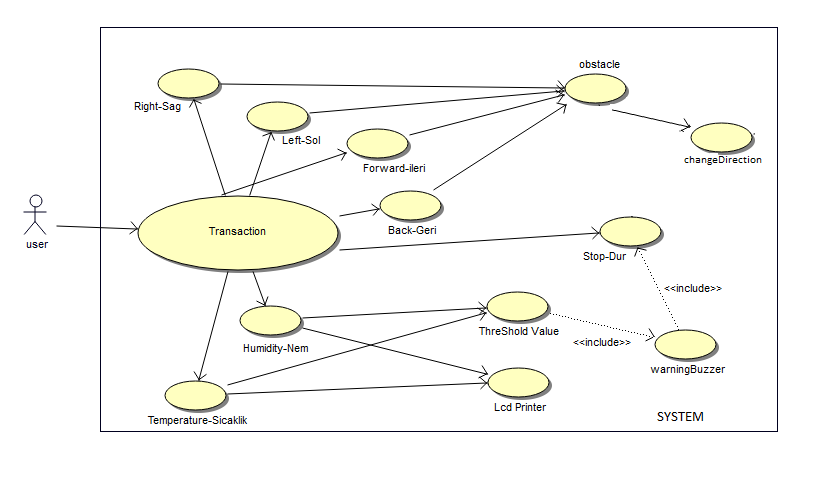 obstacle
Right-Sag
Left-Sol
changeDirection
Forward-ileri
Transaction
Back-Geri
user
Stop-Dur
<<include>>
ThreShold Value
<<include>>
Humidity-Nem
warningBuzzer
Lcd Printer
Temperature-Sicaklik
SYSTEM